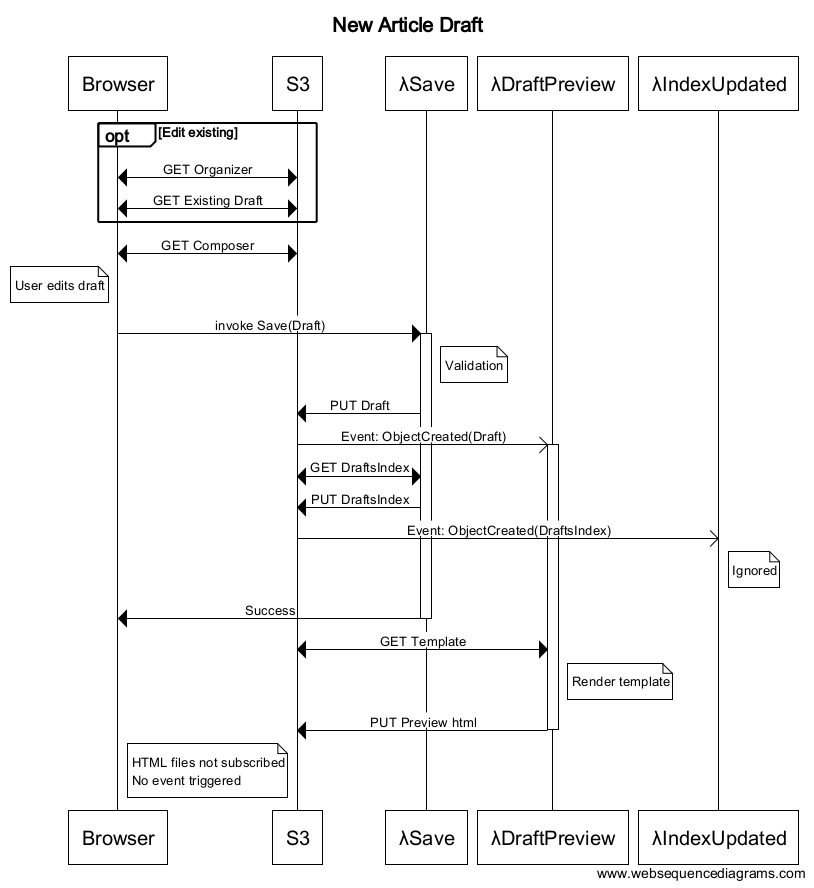 New Article Draft
Browser
S3
λSave
λDraftPreview
λIndexUpdated
opt
[Edit existing]
GET Organizer
GET Existing Draft
GET Composer
User edits draft
invoke Save(Draft)
Validation
PUT Draft
Event: ObjectCreated(Draft)
GET DraftsIndex
PUT DraftsIndex
Event: ObjectCreated(DraftsIndex)
Ignored
Success
GET Template
Render template
PUT Preview html
HTML files not subscribed
No event triggered
Browser
S3
λSave
λDraftPreview
λIndexUpdated
www.websequencediagrams.com